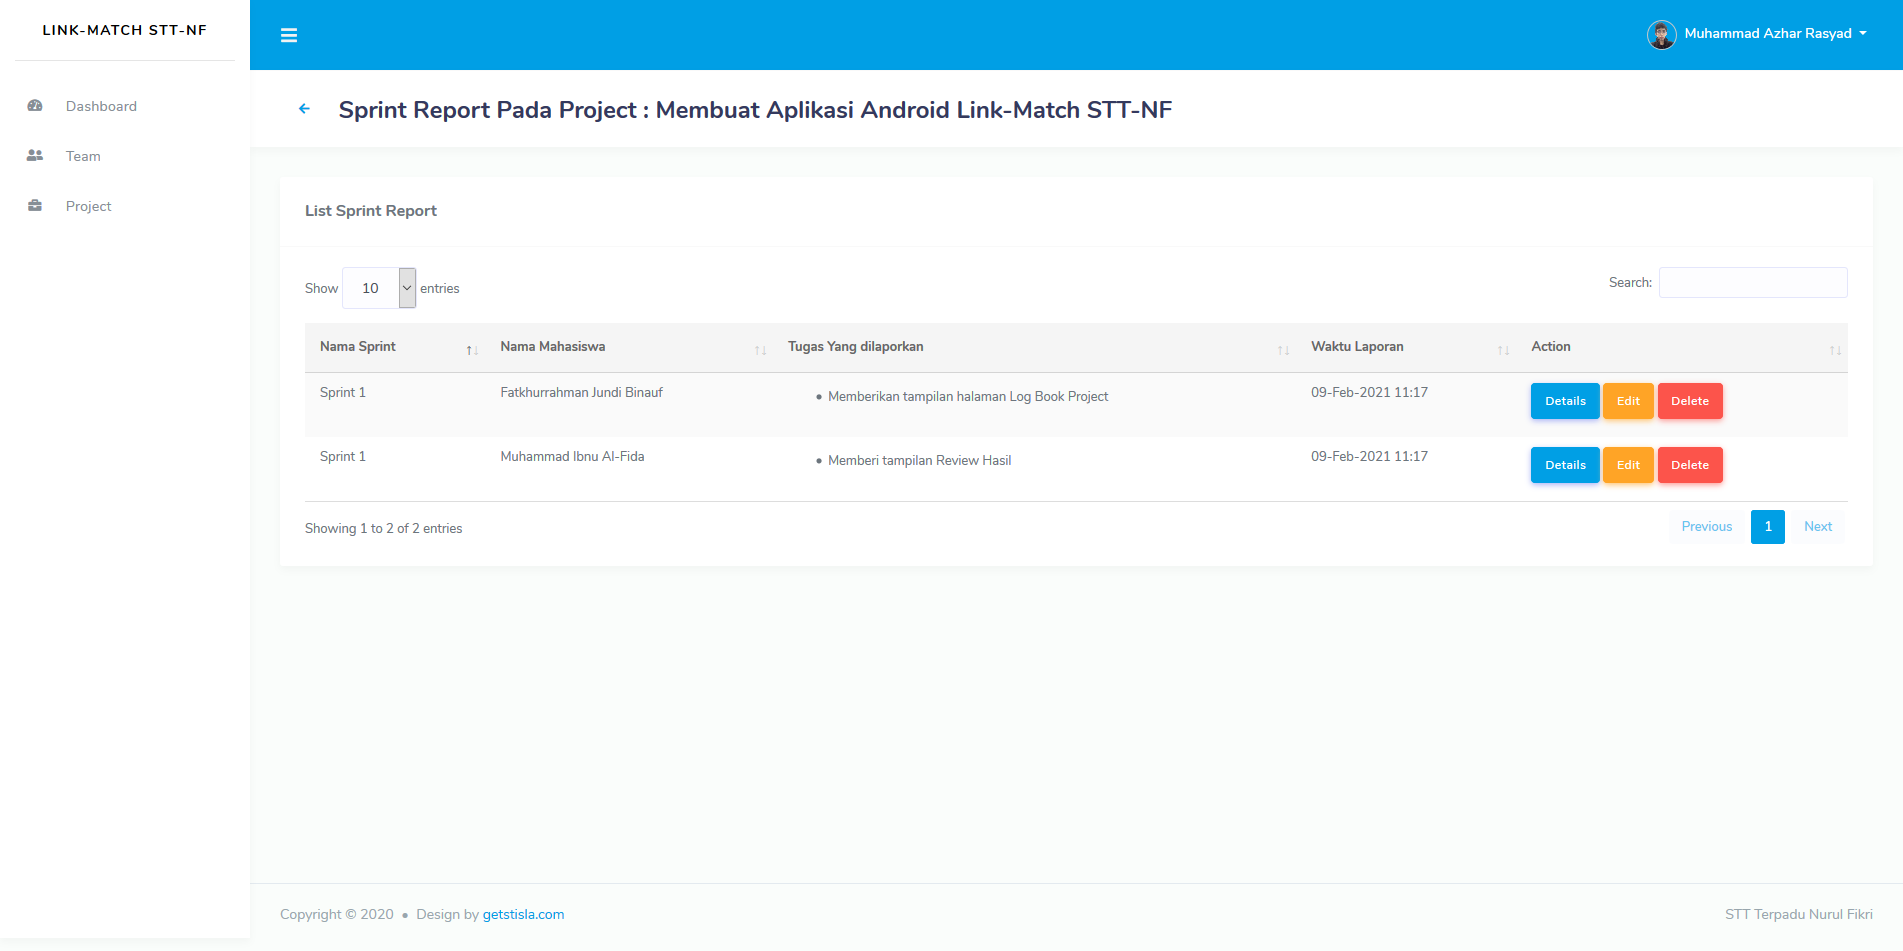 LINK-MATCH STT-NF
Muhammad Azhar Rasyad
Dashboard
Team
Project
Sprint Report Pada Project : Membuat Aplikasi Android Link-Match STT-NF
List Sprint Report
Show 10 entries
Search:
Nama Sprint Nama Mahasiswa Tugas Yang dilaporkan Waktu Laporan Action
Sprint 1 Fatkhurrahman Jundi Binauf • Memberikan tampilan halaman Log Book Project 09-Feb-2021 11:17 Details Edit Delete
Sprint 1 Muhammad Ibnu Al-Fida • Memberi tampilan Review Hasil 09-Feb-2021 11:17 Details Edit Delete
Showing 1 to 2 of 2 entries
Previous 1 Next
Copyright © 2020 • Design by getstisla.com
STT Terpadu Nurul Fikri